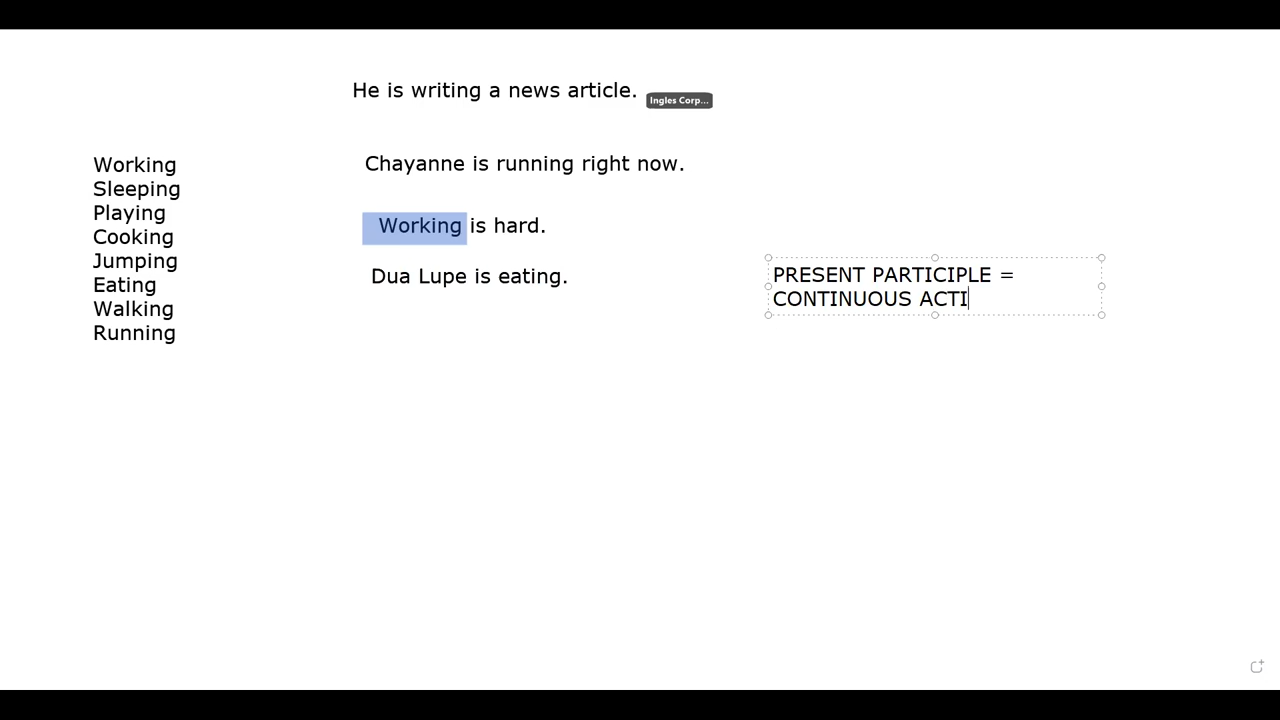 He is writing a news article.
Ingles Corp...
Working
Sleeping
Playing
Cooking
Jumping
Eating
Walking
Running
Chayanne is running right now.
Working is hard.
Dua Lupe is eating.
PRESENT PARTICIPLE =
CONTINUOUS ACTI